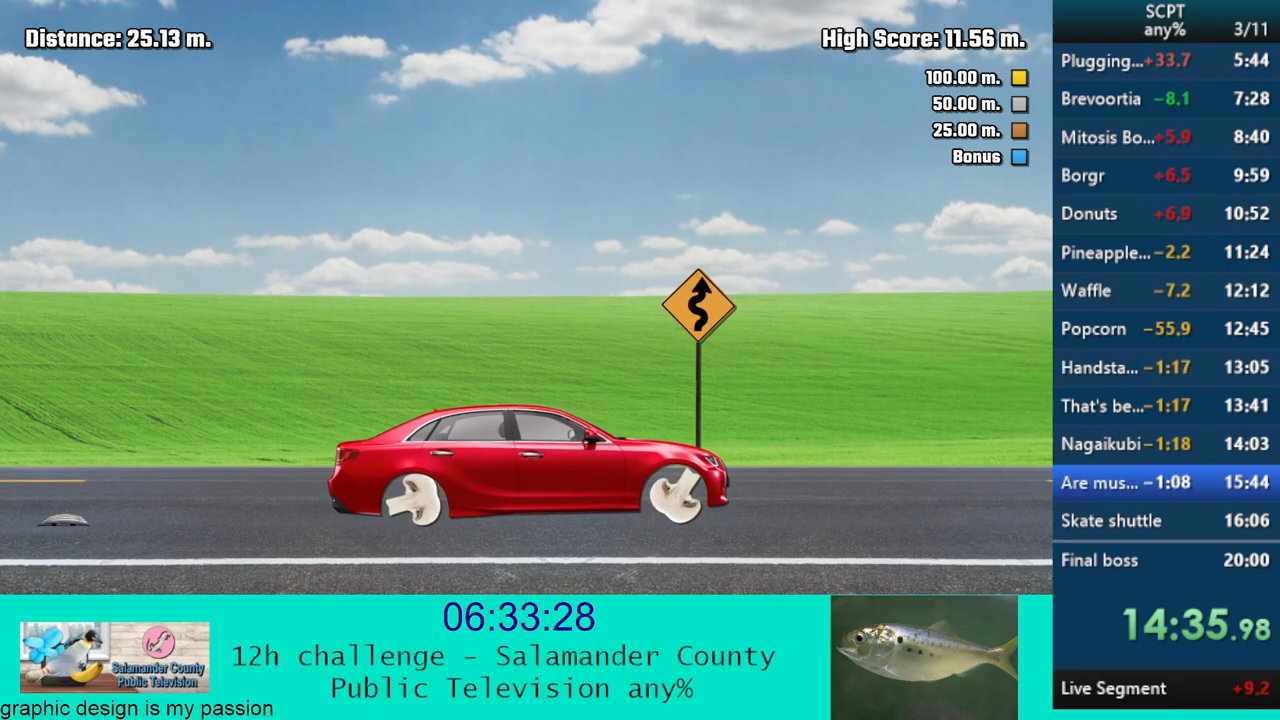 Distance: 25.13 m.
High Score: 11.56 m.
100.00 m.
50.00 m.
25.00 m.
Bonus
SCPT
any% 3/11
Plugging... +33.7 5:44
Brevoortia −8.1 7:28
Mitosis Bo... +5.9 8:40
Borgr +6.5 9:59
Donuts +6.9 10:52
Pineapple... −2.2 11:24
Waffle −7.2 12:12
Popcorn −55.9 12:45
Handsta... −1:17 13:05
That's be... −1:17 13:41
Nagaikubi −1:18 14:03
Are mus... −1:08 15:44
Skate shuttle 16:06
Final boss 20:00
14:35.98
Live Segment +9.2
06:33:28
12h challenge - Salamander County
Public Television any%
Salamander County
Public Television
graphic design is my passion